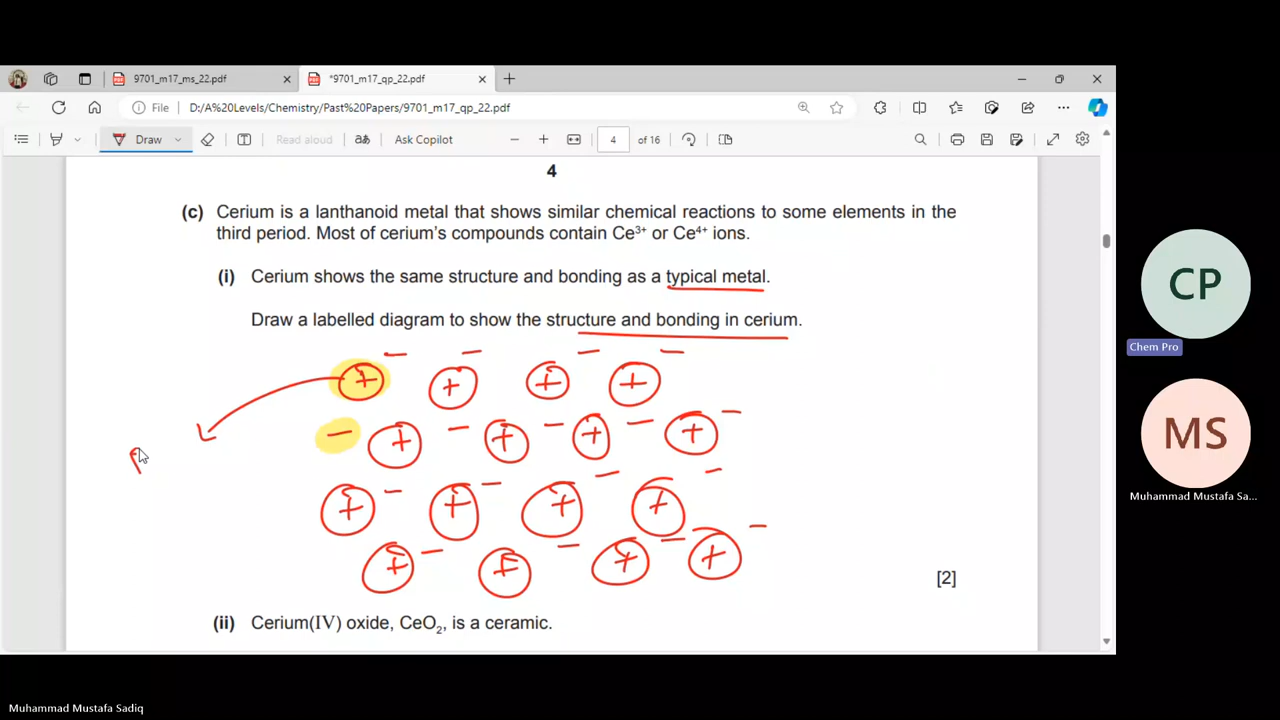 9701_m17_ms_22.pdf
*9701_m17_qp_22.pdf
File
D:/A%20Levels/Chemistry/Past%20Papers/9701_m17_qp_22.pdf
Draw
Read aloud
aあ
Ask Copilot
4
of 16
4
(c) Cerium is a lanthanoid metal that shows similar chemical reactions to some elements in the
third period. Most of cerium's compounds contain Ce³⁺ or Ce⁴⁺ ions.
(i) Cerium shows the same structure and bonding as a typical metal.
Draw a labelled diagram to show the structure and bonding in cerium.
− − − −
+ + + +
− + − + − + − + −
+ − + − + − + −
+ − + − + − + −
[2]
(ii) Cerium(IV) oxide, CeO₂, is a ceramic.
CP
Chem Pro
MS
Muhammad Mustafa Sa...
Muhammad Mustafa Sadiq